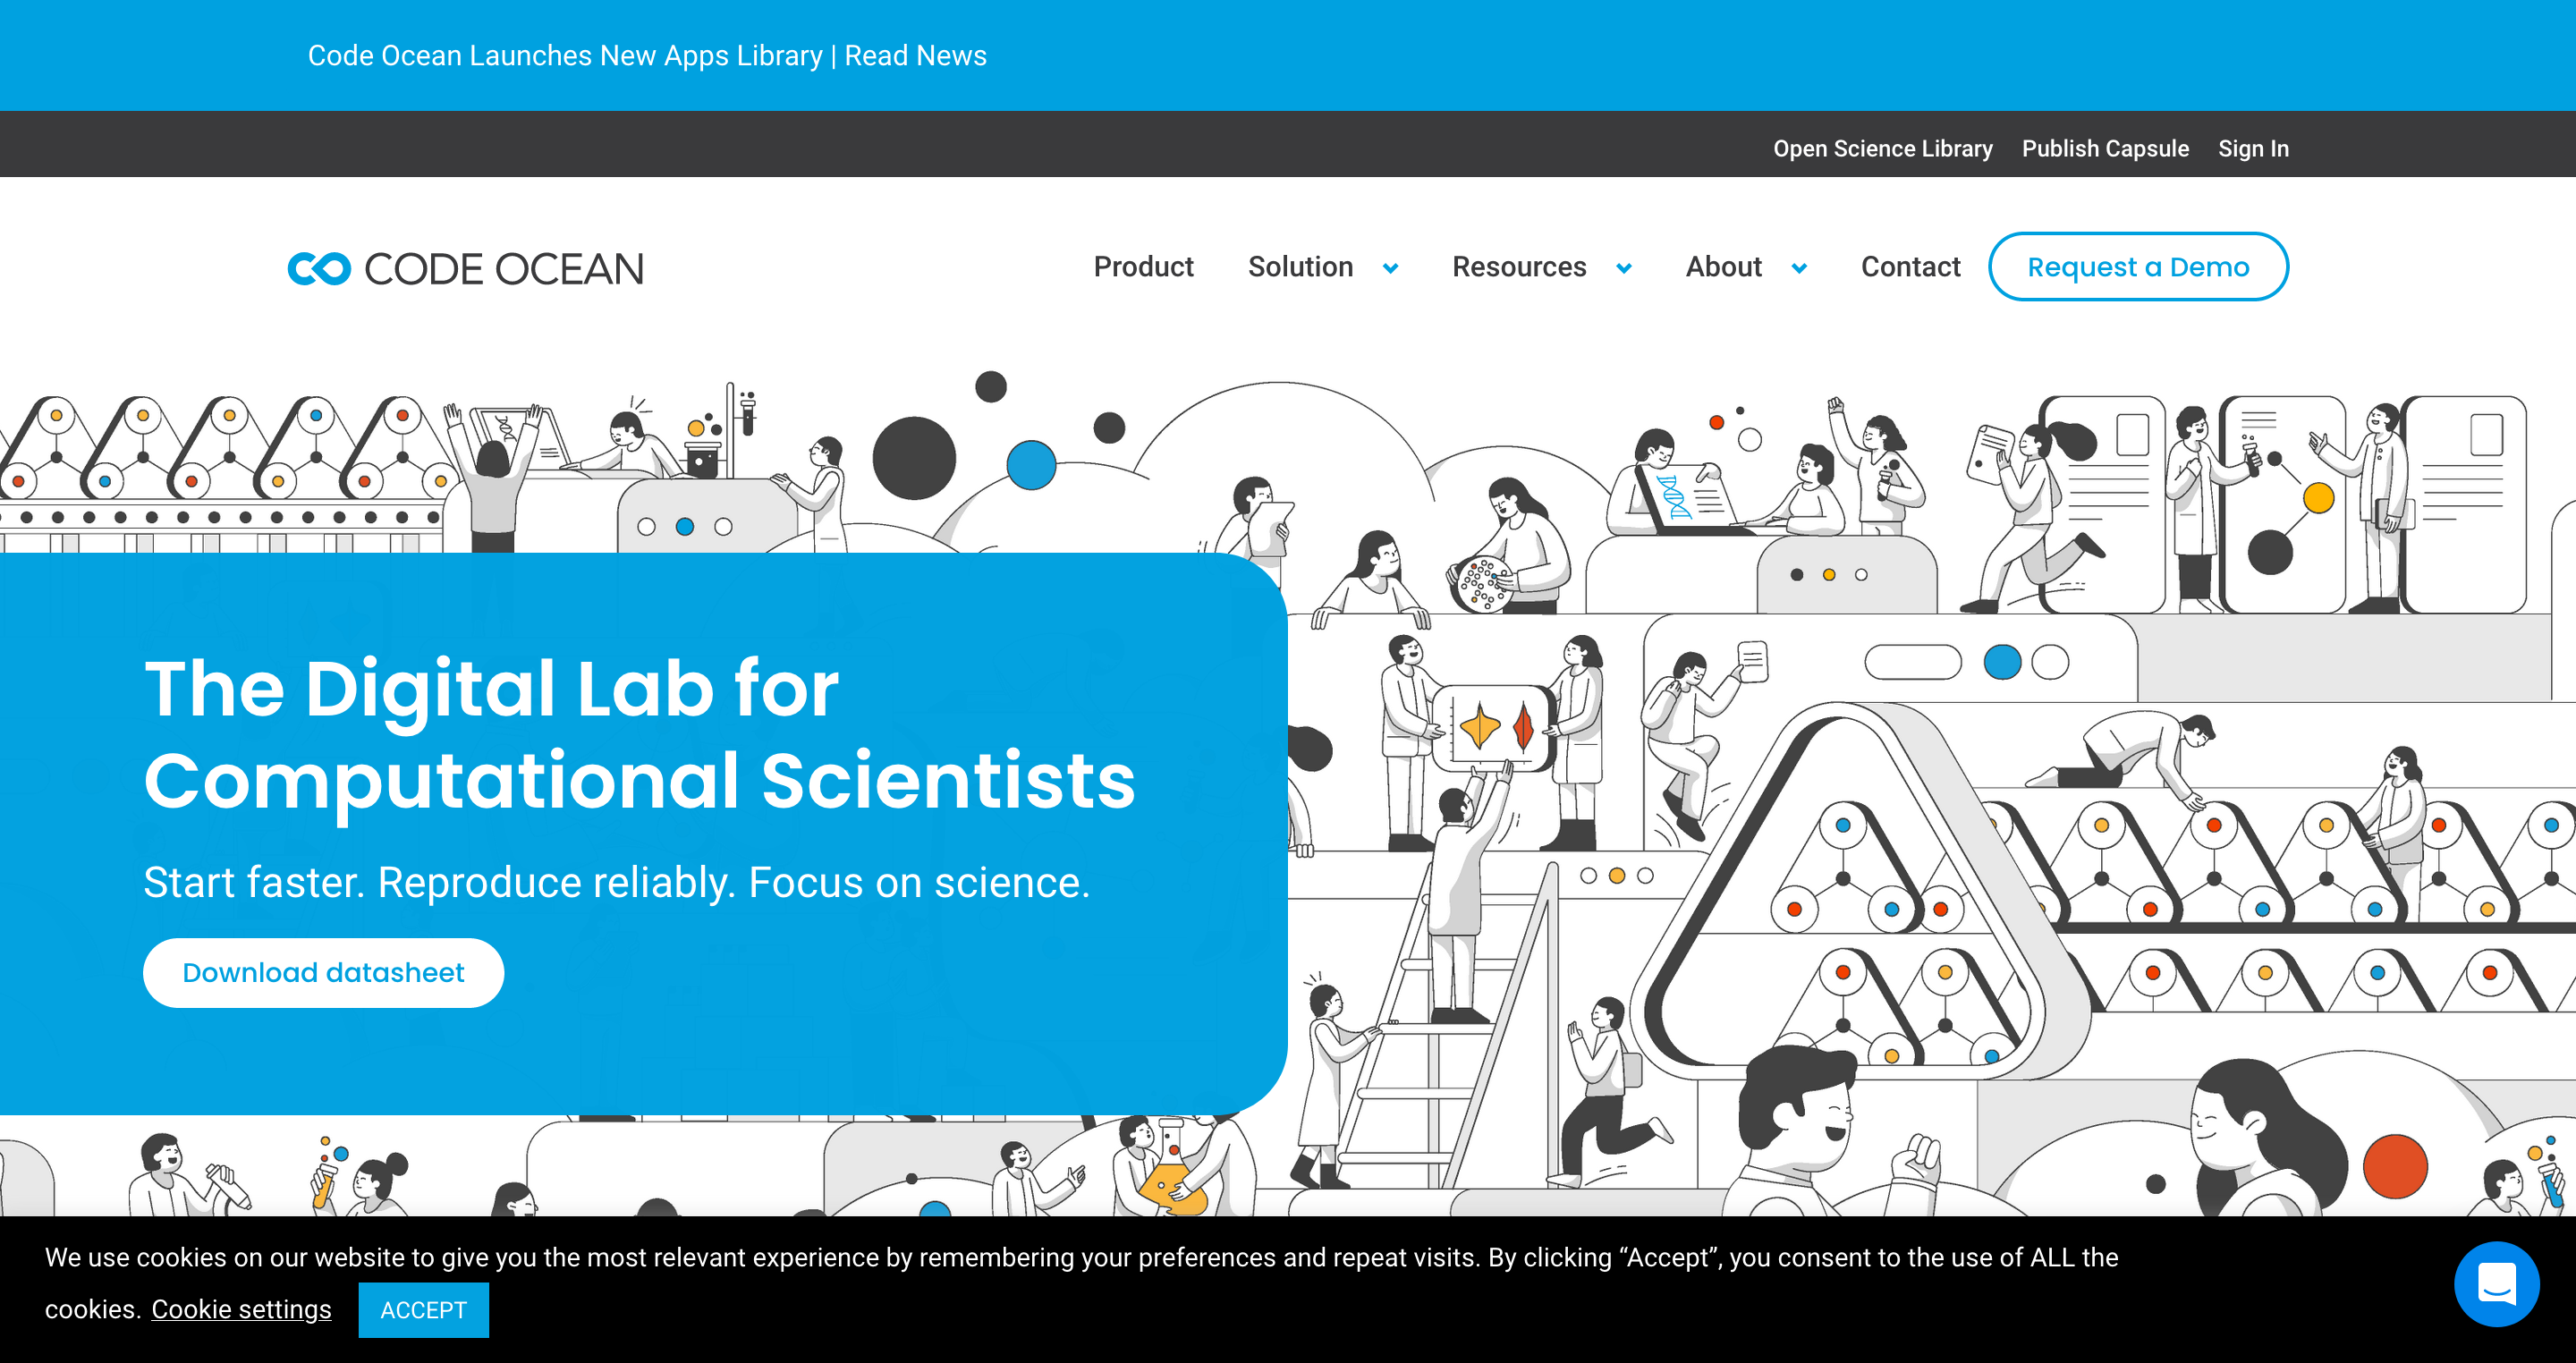 Code Ocean Launches New Apps Library | Read News
Open Science Library Publish Capsule Sign In
CODE OCEAN
Product Solution Resources About Contact Request a Demo
The Digital Lab for
Computational Scientists
Start faster. Reproduce reliably. Focus on science.
Download datasheet
We use cookies on our website to give you the most relevant experience by remembering your preferences and repeat visits. By clicking “Accept”, you consent to the use of ALL the
cookies. Cookie settings ACCEPT